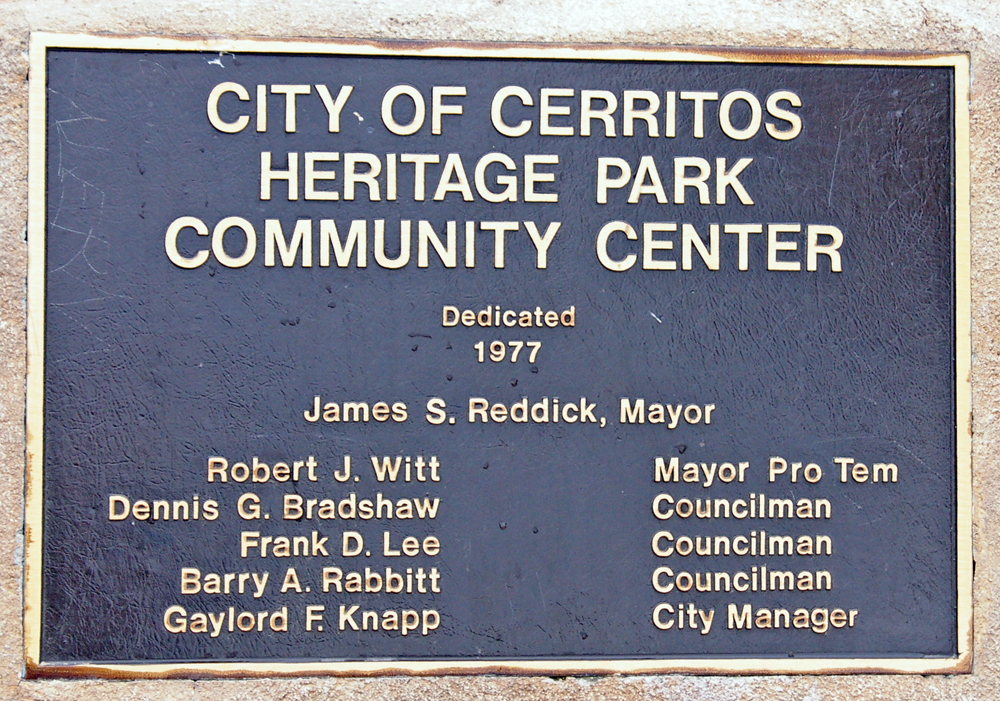 CITY OF CERRITOS
HERITAGE PARK
COMMUNITY CENTER
Dedicated
1977
James S. Reddick, Mayor
Robert J. Witt Mayor Pro Tem
Dennis G. Bradshaw Councilman
Frank D. Lee Councilman
Barry A. Rabbitt Councilman
Gaylord F. Knapp City Manager